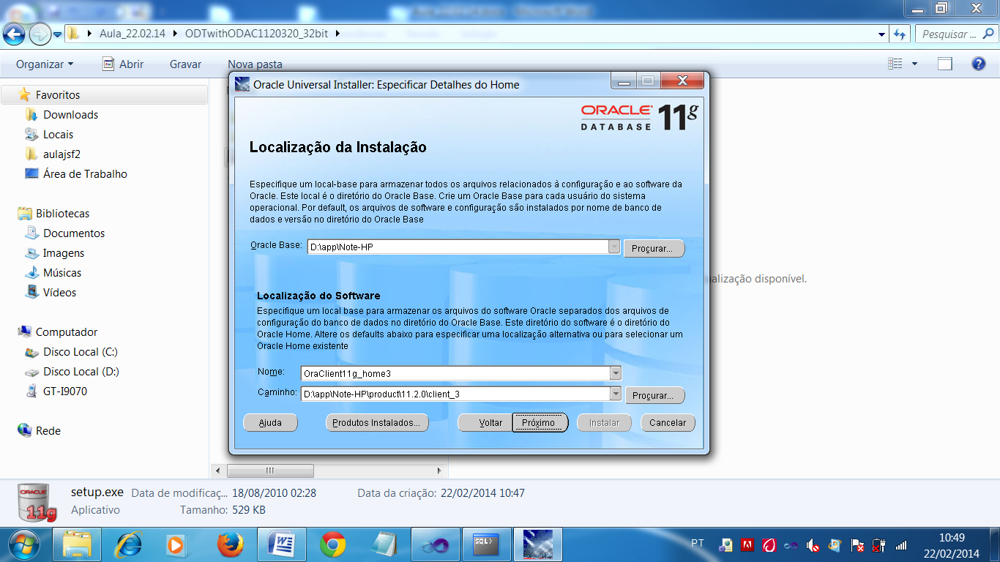 Aula_22.02.14 ODTwithODAC1120320_32bit
Pesquisar ...
Organizar Abrir Gravar Nova pasta
Favoritos
Downloads
Locais
aulajsf2
Área de Trabalho
Bibliotecas
Documentos
Imagens
Músicas
Vídeos
Computador
Disco Local (C:)
Disco Local (D:)
GT-I9070
Rede
Oracle Universal Installer: Especificar Detalhes do Home
ORACLE
DATABASE
11g
Localização da Instalação
Especifique um local-base para armazenar todos os arquivos relacionados à configuração e ao software da
Oracle. Este local é o diretório do Oracle Base. Crie um Oracle Base para cada usuário do sistema
operacional. Por default, os arquivos de software e configuração são instalados por nome de banco de
dados e versão no diretório do Oracle Base
Oracle Base: D:\app\Note-HP Procurar...
Localização do Software
Especifique um local base para armazenar os arquivos do software Oracle separados dos arquivos de
configuração do banco de dados no diretório do Oracle Base. Este diretório do software é o diretório do
Oracle Home. Altere os defaults abaixo para especificar uma localização alternativa ou para selecionar um
Oracle Home existente
Nome: OraClient11g_home3
Caminho: D:\app\Note-HP\product\11.2.0\client_3 Procurar...
Ajuda Produtos Instalados... Voltar Próximo Instalar Cancelar
alização disponível.
ORACLE
11g
setup.exe Data de modificaç... 18/08/2010 02:28 Data da criação: 22/02/2014 10:47
Aplicativo Tamanho: 529 KB
SQL>
PT
10:49
22/02/2014